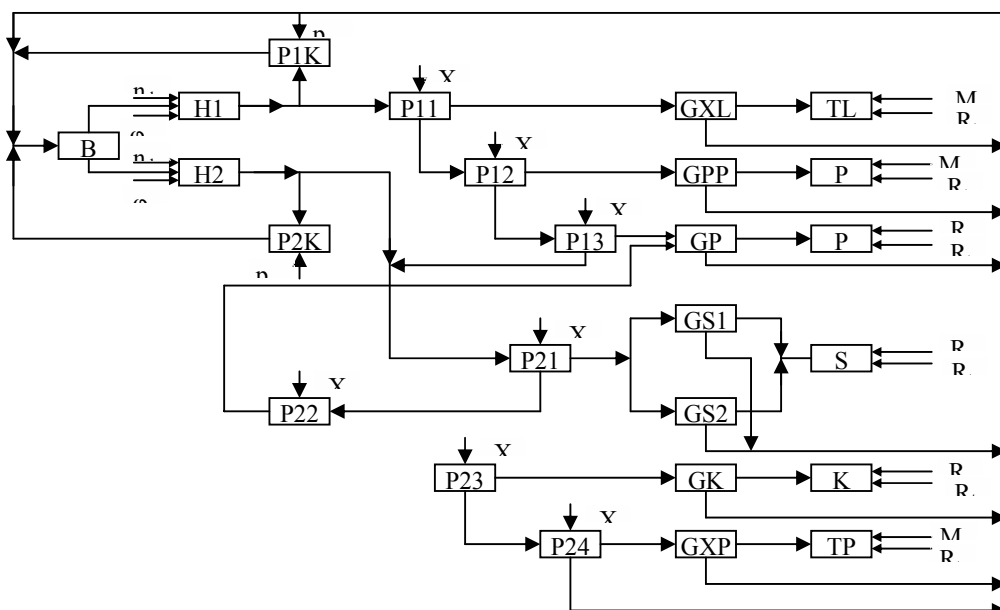 P1K
X
H1
P11
GXL
TL
B
X
H2
P12
GPP
P
X
P2K
P13
GP
P
X
GS1
P21
S
X
P22
GS2
X
P23
GK
K
X
P24
GXP
TP